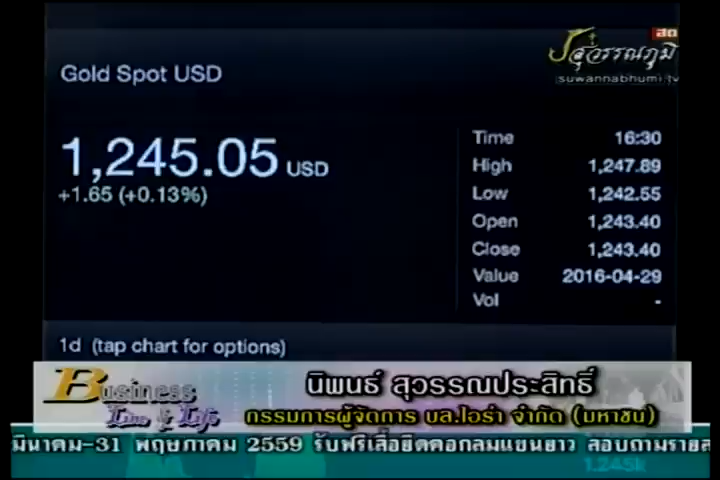 สด
สุวรรณภูมิ
suwannabhumi.tv
Gold Spot USD
1,245.05 USD
+1.65 (+0.13%)
Time 16:30
High 1,247.89
Low 1,242.55
Open 1,243.40
Close 1,243.40
Value 2016-04-29
Vol -
1d (tap chart for options)
Business
Line & Life
นิพนธ์ สุวรรณประสิทธิ์
กรรมการผู้จัดการ บล.ไอร่า จำกัด (มหาชน)
มีนาคม-31 พฤษภาคม 2559 รับฟรีเสื้อยืดคอกลมแขนยาว สอบถามราย
1.245k